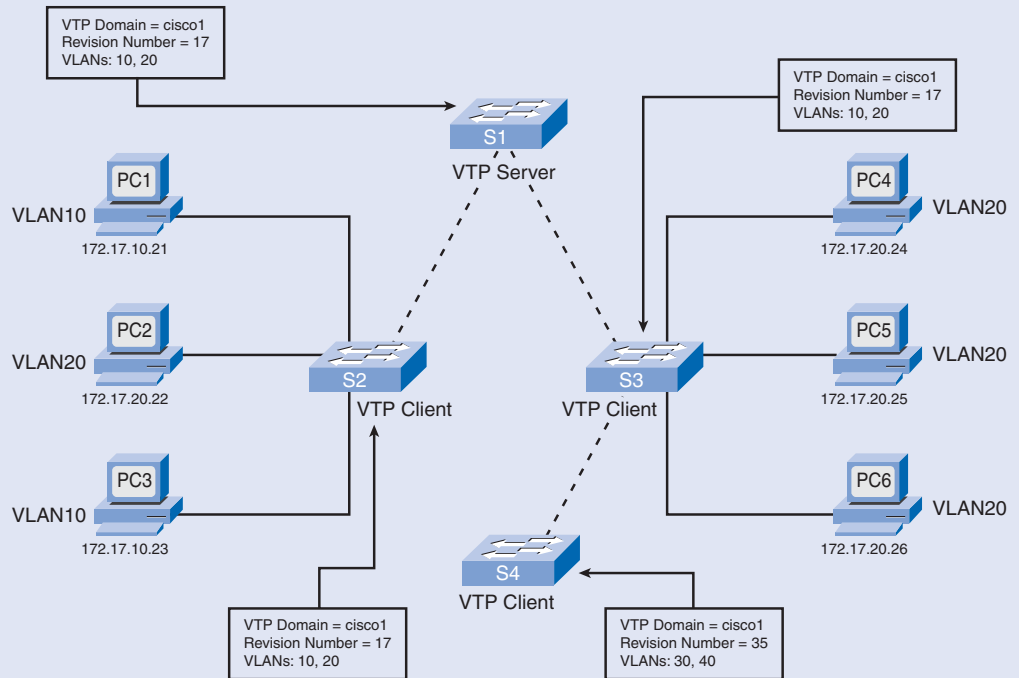 VTP Domain = cisco1
Revision Number = 17
VLANs: 10, 20
VTP Domain = cisco1
Revision Number = 17
VLANs: 10, 20
S1
VTP Server
PC1
VLAN10
172.17.10.21
PC4
VLAN20
172.17.20.24
PC2
VLAN20
172.17.20.22
S2
VTP Client
S3
VTP Client
PC5
VLAN20
172.17.20.25
PC3
VLAN10
172.17.10.23
PC6
VLAN20
172.17.20.26
S4
VTP Client
VTP Domain = cisco1
Revision Number = 17
VLANs: 10, 20
VTP Domain = cisco1
Revision Number = 35
VLANs: 30, 40